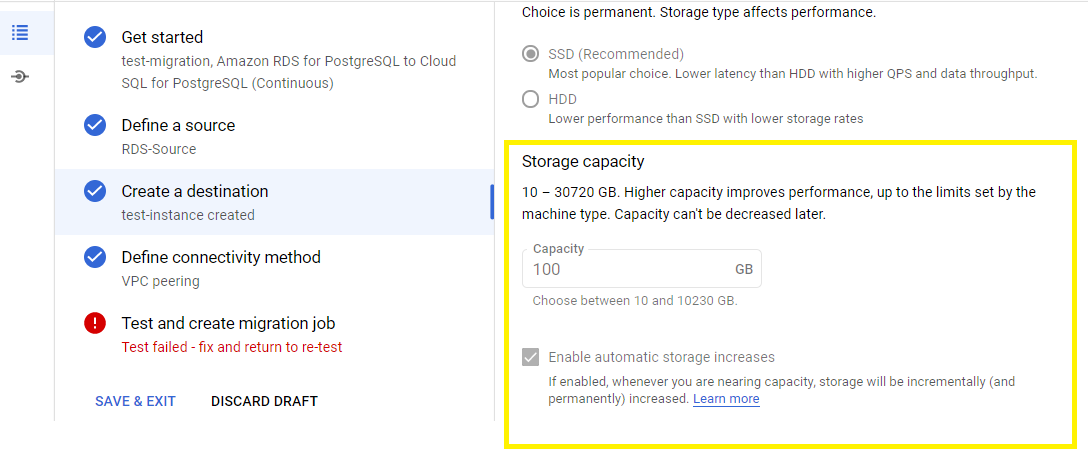 Get started
test-migration, Amazon RDS for PostgreSQL to Cloud
SQL for PostgreSQL (Continuous)
Define a source
RDS-Source
Create a destination
test-instance created
Define connectivity method
VPC peering
Test and create migration job
Test failed - fix and return to re-test
SAVE & EXIT DISCARD DRAFT
Choice is permanent. Storage type affects performance.
SSD (Recommended)
Most popular choice. Lower latency than HDD with higher QPS and data throughput.
HDD
Lower performance than SSD with lower storage rates
Storage capacity
10 – 30720 GB. Higher capacity improves performance, up to the limits set by the
machine type. Capacity can't be decreased later.
Capacity
100 GB
Choose between 10 and 10230 GB.
Enable automatic storage increases
If enabled, whenever you are nearing capacity, storage will be incrementally (and
permanently) increased. Learn more